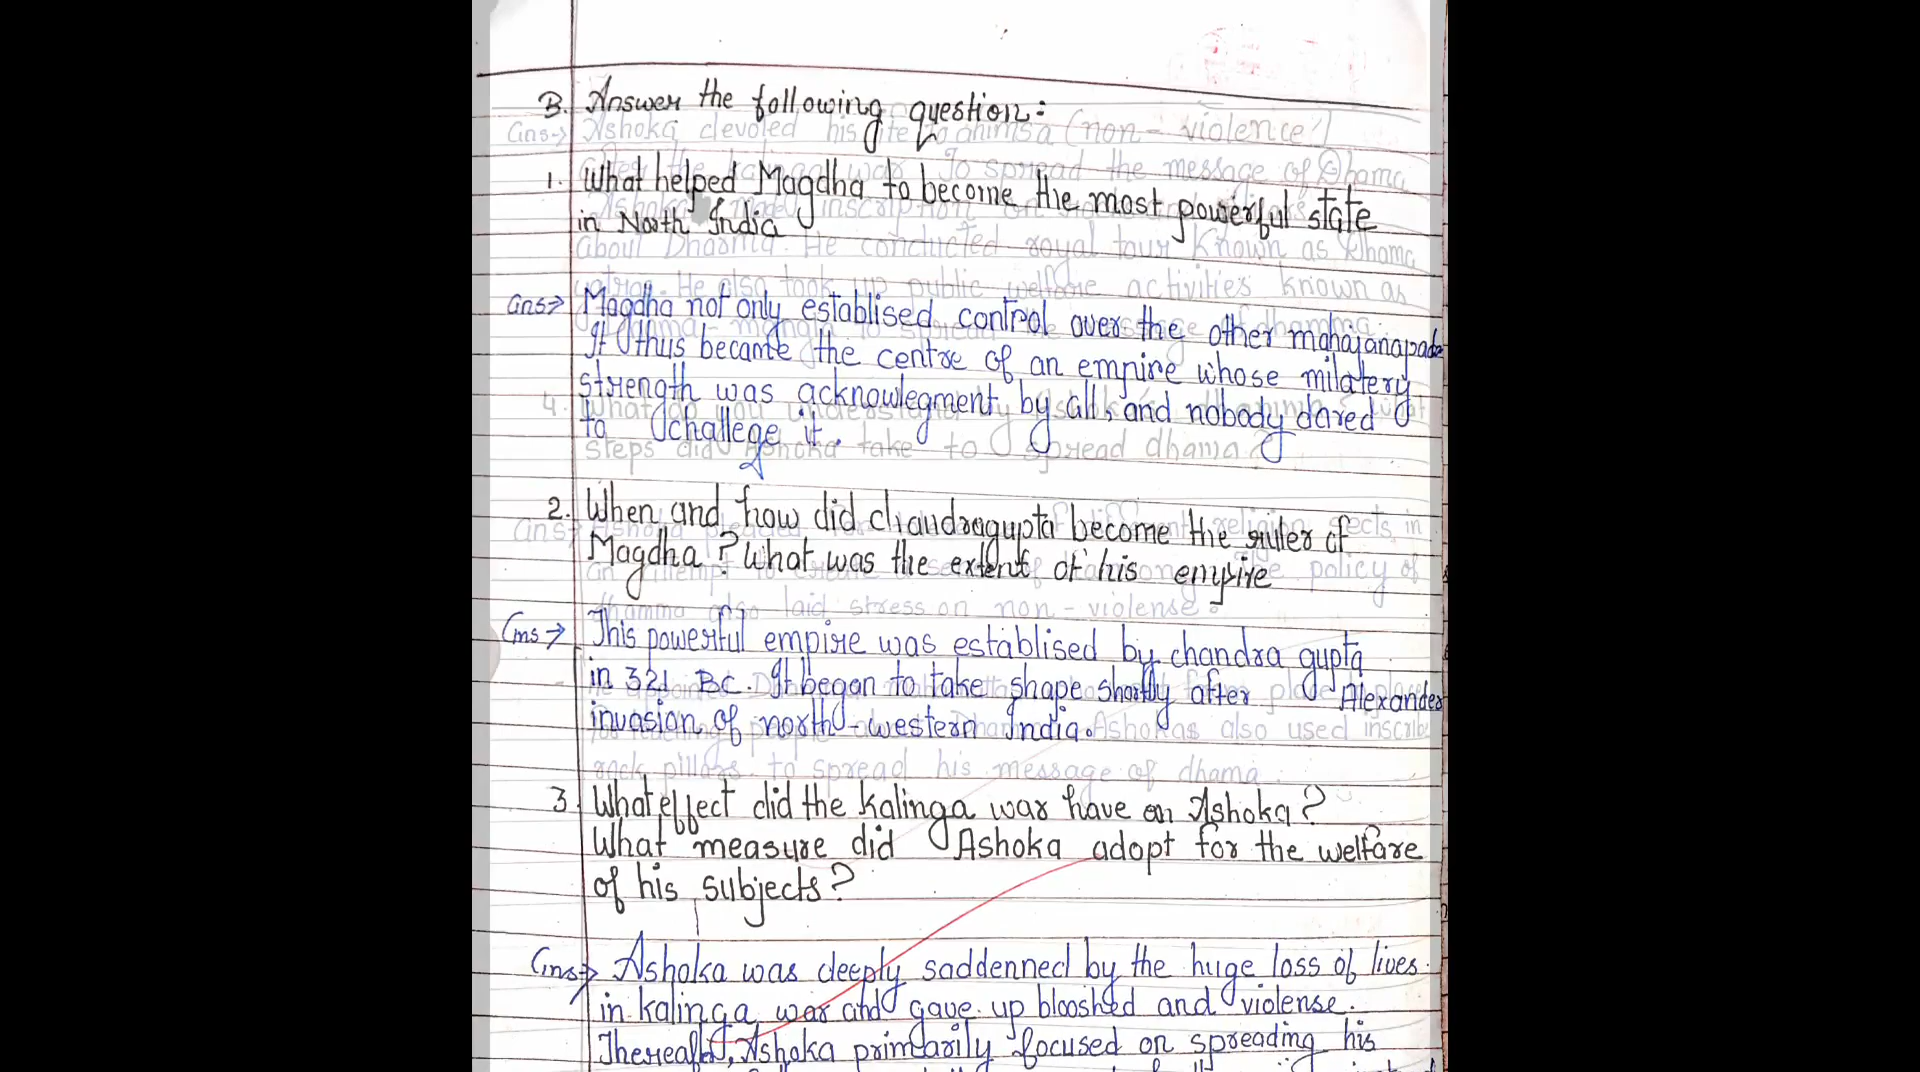 B. Answer the following question:
1. What helped Magdha to become the most powerful state
in North India
ans→ Magdha not only establised control over the other mahajanapada
It thus became the centre of an empire whose milatery
strength was acknowlegment by all, and nobody dared
to challege it.
2. When and how did chandragupta become the ruler of
Magdha? What was the extent of his empire
Ans→ This powerful empire was establised by chandra gupta
in 321 BC. It began to take shape shortly after Alexander
invasion of north-western India.
3. What effect did the Kalinga war have on Ashoka?
What measure did Ashoka adopt for the welfare
of his subjects?
Ans→ Ashoka was deeply saddenned by the huge loss of lives
in kalinga war and gave up blooshed and violense.
Thereafter, Ashoka primarily focused on spreading his